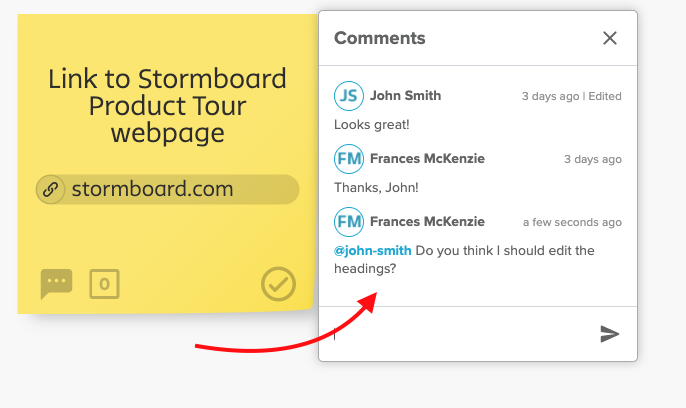 Link to Stormboard
Product Tour
webpage
stormboard.com
0
Comments
JS John Smith 3 days ago | Edited
Looks great!
FM Frances McKenzie 3 days ago
Thanks, John!
FM Frances McKenzie a few seconds ago
@john-smith Do you think I should edit the
headings?